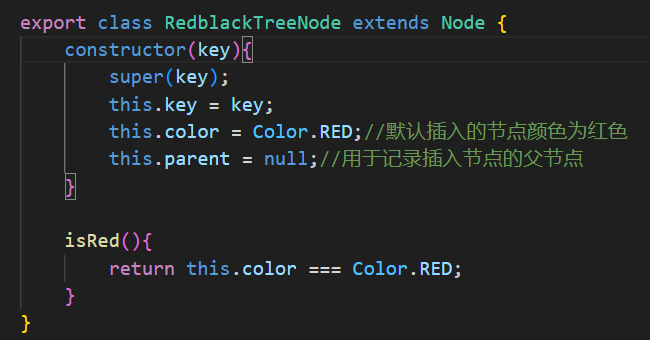 export class RedblackTreeNode extends Node {
    constructor(key){
        super(key);
        this.key = key;
        this.color = Color.RED;//默认插入的节点颜色为红色
        this.parent = null;//用于记录插入节点的父节点
    }

    isRed(){
        return this.color === Color.RED;
    }
}